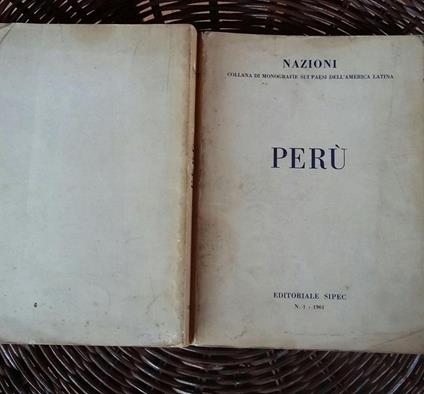 NAZIONI
COLLANA DI MONOGRAFIE SUI PAESI DELL'AMERICA LATINA
PERÙ
EDITORIALE SIPEC
N. 1 - 1961